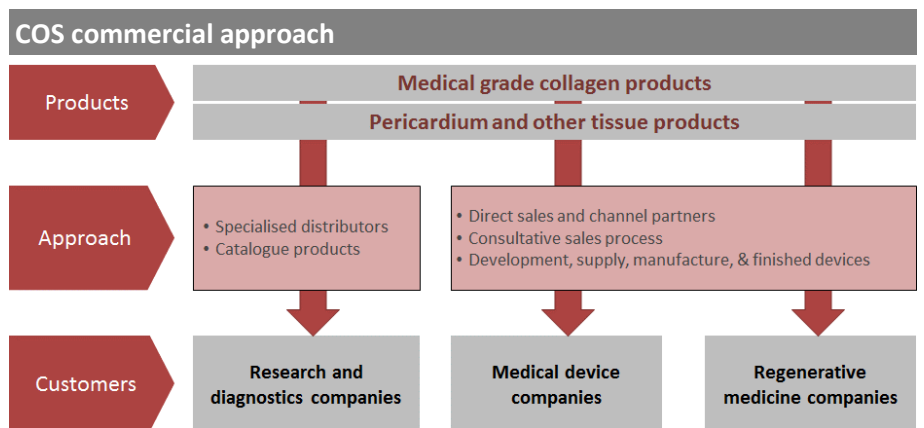 COS commercial approach
Products
Medical grade collagen products
Pericardium and other tissue products
Approach
• Specialised distributors
• Catalogue products
• Direct sales and channel partners
• Consultative sales process
• Development, supply, manufacture, & finished devices
Customers
Research and
diagnostics companies
Medical device
companies
Regenerative
medicine companies